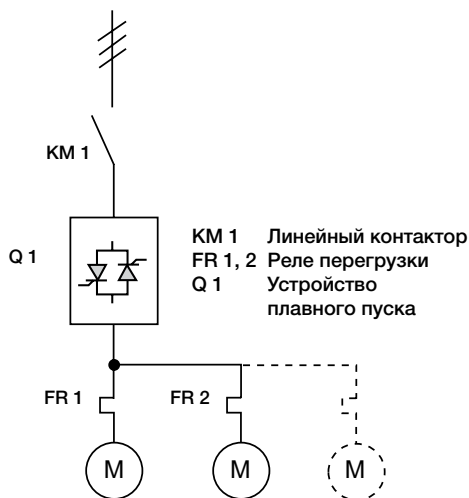 KM 1
Q 1
KM 1 Линейный контактор
FR 1, 2 Реле перегрузки
Q 1 Устройство
плавного пуска
FR 1
FR 2
M
M
M